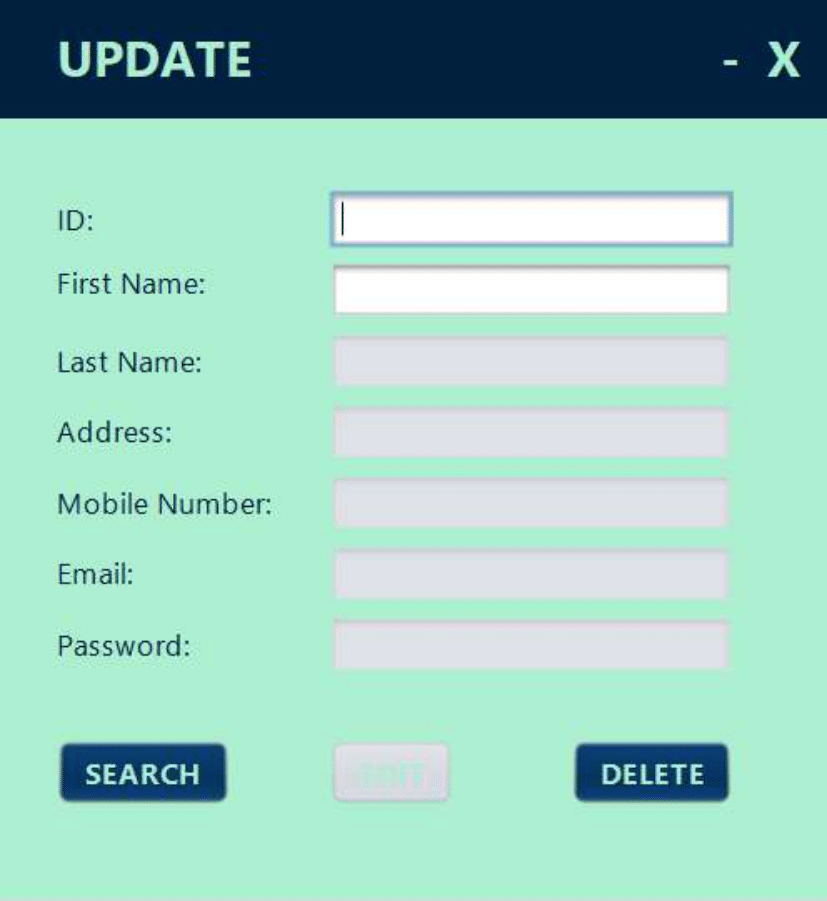 UPDATE - X
ID:
First Name:
Last Name:
Address:
Mobile Number:
Email:
Password:
SEARCH EDIT DELETE